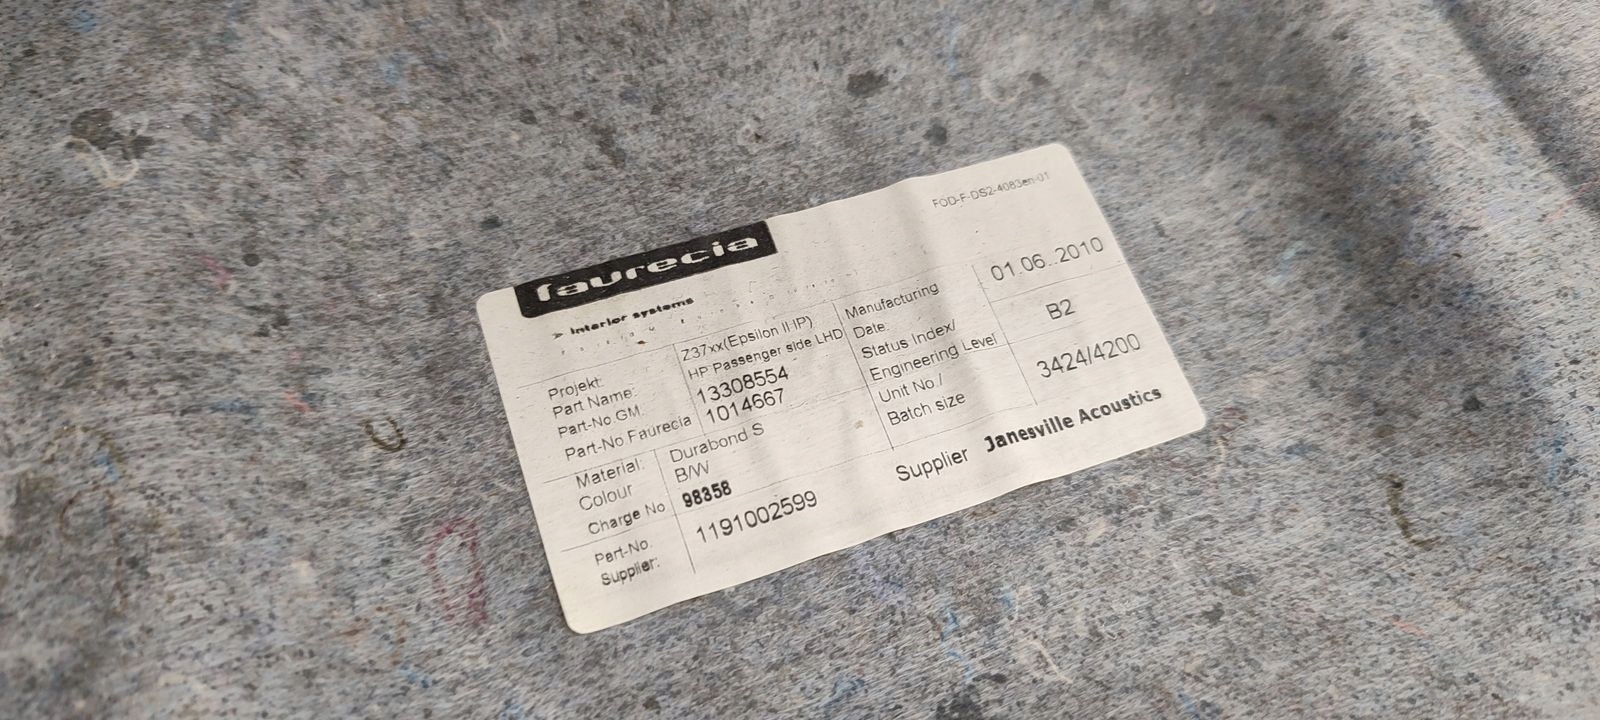 FOD-F-DS2-4083en-01
faurecia
interior systems
Projekt: Z37xx(Epsilon IIHP)
Part Name: HP Passenger side LHD
Part-No.GM. 13308554
Part-No Faurecia 1014667
Material: Durabond S
Colour B/W
Charge No 98358
Part-No. Supplier: 1191002599
Manufacturing Date: 01.06..2010
Status Index/ Engineering Level B2
Unit No./ Batch size 3424/4200
Supplier Janesville Acoustics